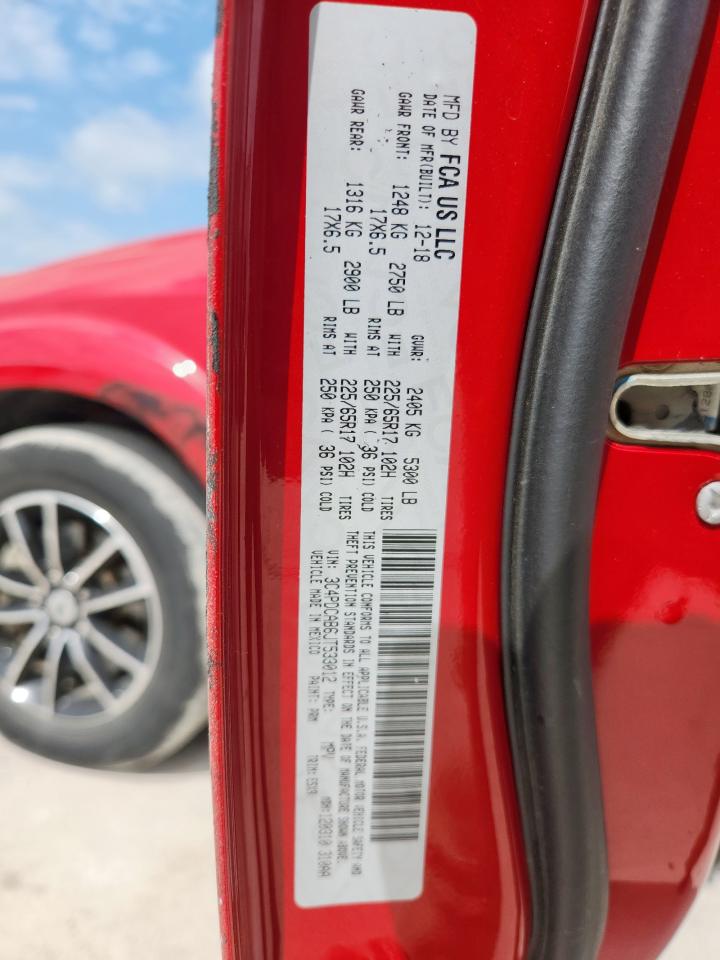 MFD BY FCA US LLC
DATE OF MFR(BUILT): 12-18 GVWR: 2405 KG 5300 LB
GAWR FRONT: 1248 KG 2750 LB WITH 225/65R17 102H TIRES
17X6.5 RIMS AT 250 KPA ( 36 PSI) COLD
GAWR REAR: 1316 KG 2900 LB WITH 225/65R17 102H TIRES
17X6.5 RIMS AT 250 KPA ( 36 PSI) COLD
THIS VEHICLE CONFORMS TO ALL APPLICABLE U.S.A. FEDERAL MOTOR VEHICLE SAFETY AND
THEFT PREVENTION STANDARDS IN EFFECT ON THE DATE OF MANUFACTURE SHOWN ABOVE.
VIN: 3C4PDCAB6JT533012 TYPE: MPV MDH:120310 310AA
VEHICLE MADE IN MEXICO PAINT: PRM TRIM: